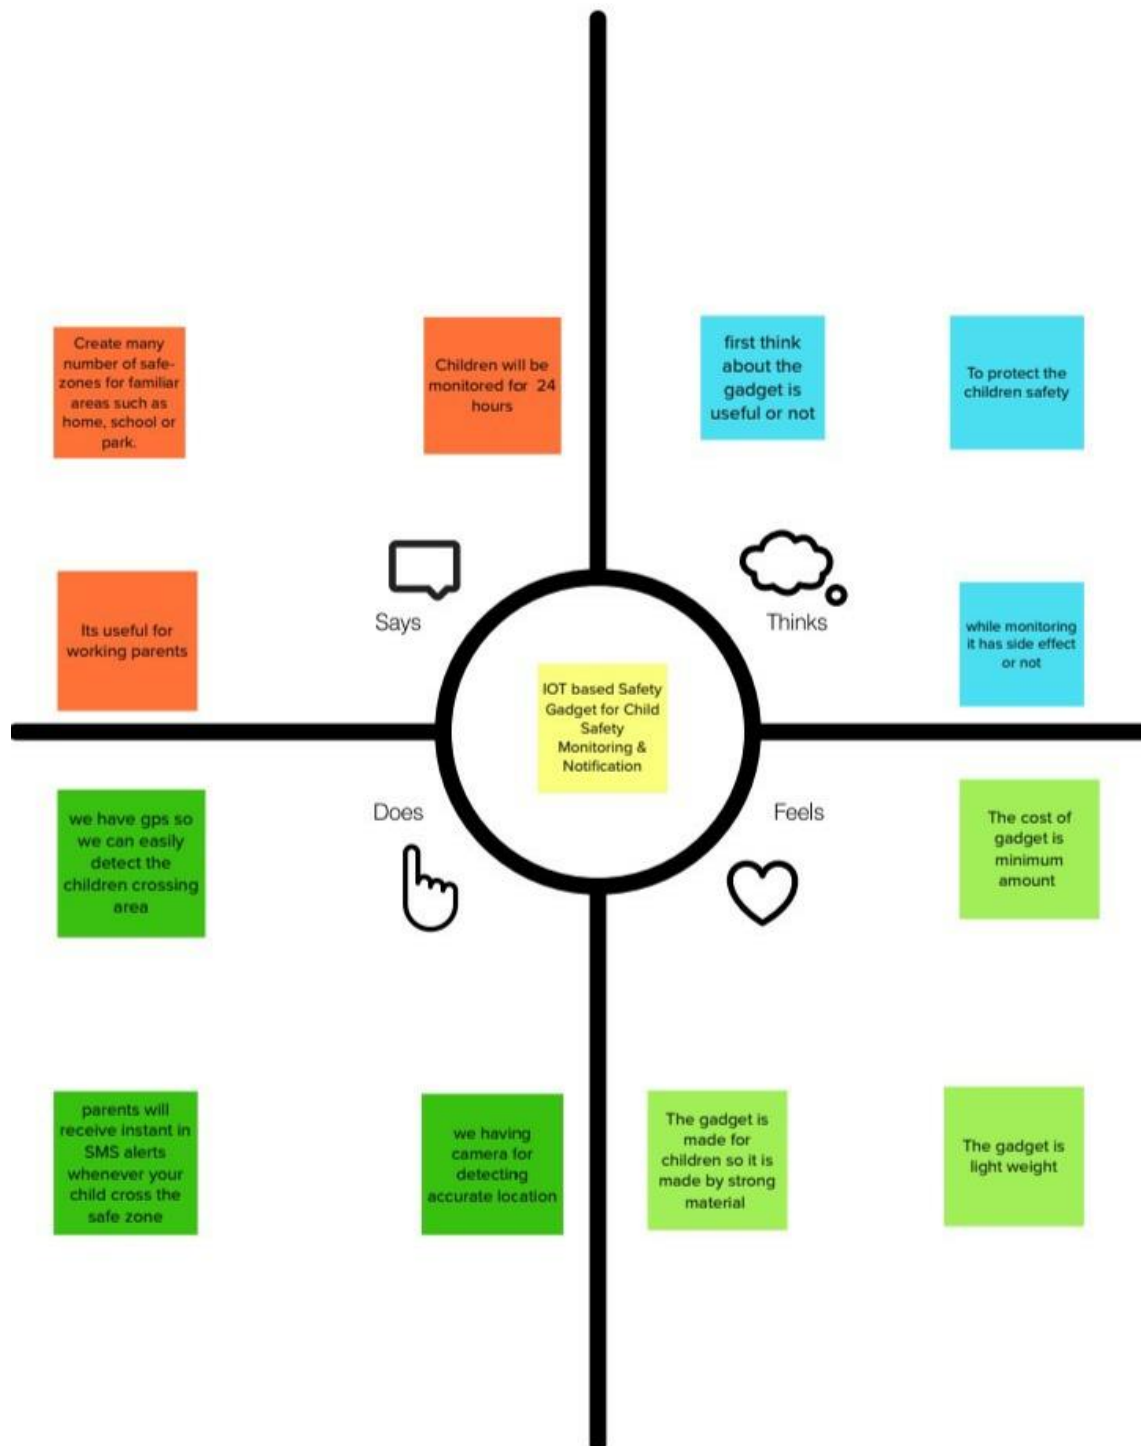 Create many
number of safe-
zones for familiar
areas such as
home, school or
park.
Children will be
monitored for 24
hours
Its useful for
working parents
Says
first think
about the
gadget is
useful or not
To protect the
children safety
Thinks
while monitoring
it has side effect
or not
IOT based Safety
Gadget for Child
Safety
Monitoring &
Notification
Does
we have gps so
we can easily
detect the
children crossing
area
parents will
receive instant in
SMS alerts
whenever your
child cross the
safe zone
we having
camera for
detecting
accurate location
Feels
The cost of
gadget is
minimum
amount
The gadget is
made for
children so it is
made by strong
material
The gadget is
light weight